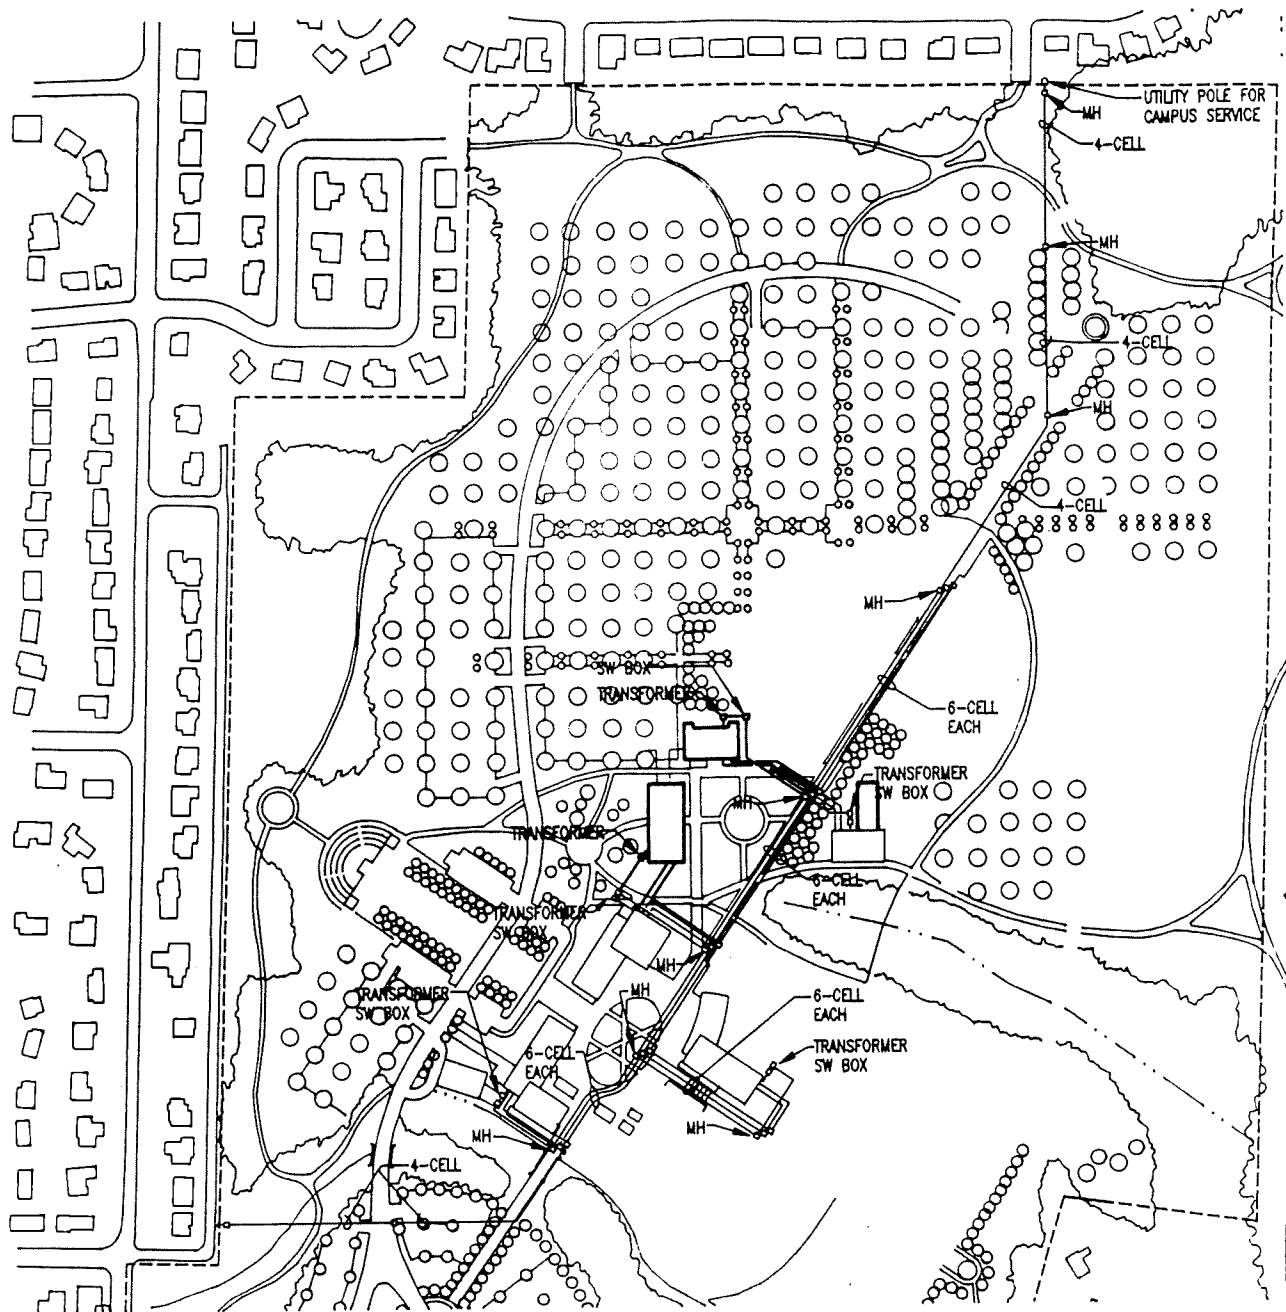 UTILITY POLE FOR
CAMPUS SERVICE
MH
4-CELL
MH
4-CELL
MH
4-CELL
MH
SW BOX
TRANSFORMER
6-CELL
EACH
TRANSFORMER
SW BOX
MH
TRANSFORMER
6-CELL
EACH
TRANSFORMER
SW BOX
MH
MH
TRANSFORMER
SW BOX
6-CELL
EACH
6-CELL
EACH
TRANSFORMER
SW BOX
MH
MH
4-CELL